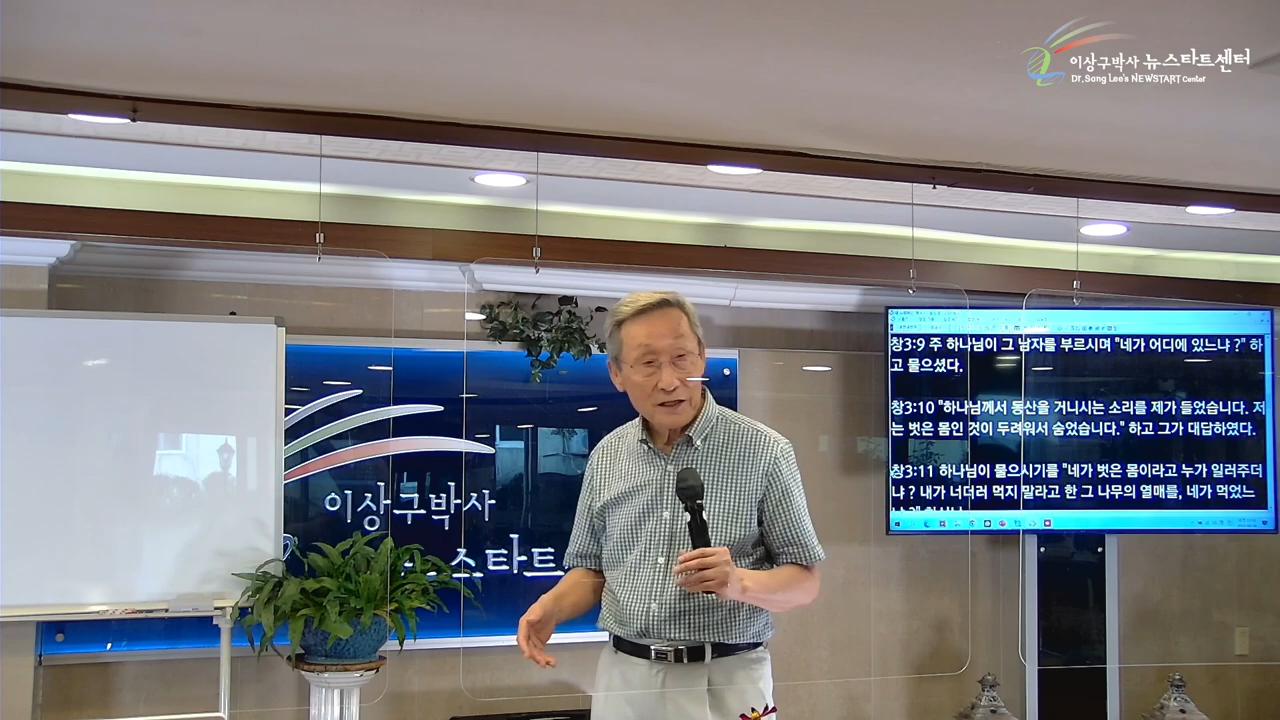 이상구박사 뉴스타트센터
Dr. Sang Lee's NEWSTART Center
창3:9 주 하나님이 그 남자를 부르시며 "네가 어디에 있느냐 ?" 하
고 물으셨다.
창3:10 "하나님께서 동산을 거니시는 소리를 제가 들었습니다. 저
는 벗은 몸인 것이 두려워서 숨었습니다." 하고 그가 대답하였다.
창3:11 하나님이 물으시기를 "네가 벗은 몸이라고 누가 일러주더
냐 ? 내가 너더러 먹지 말라고 한 그 나무의 열매를, 네가 먹었느
이상구박사
뉴스타트